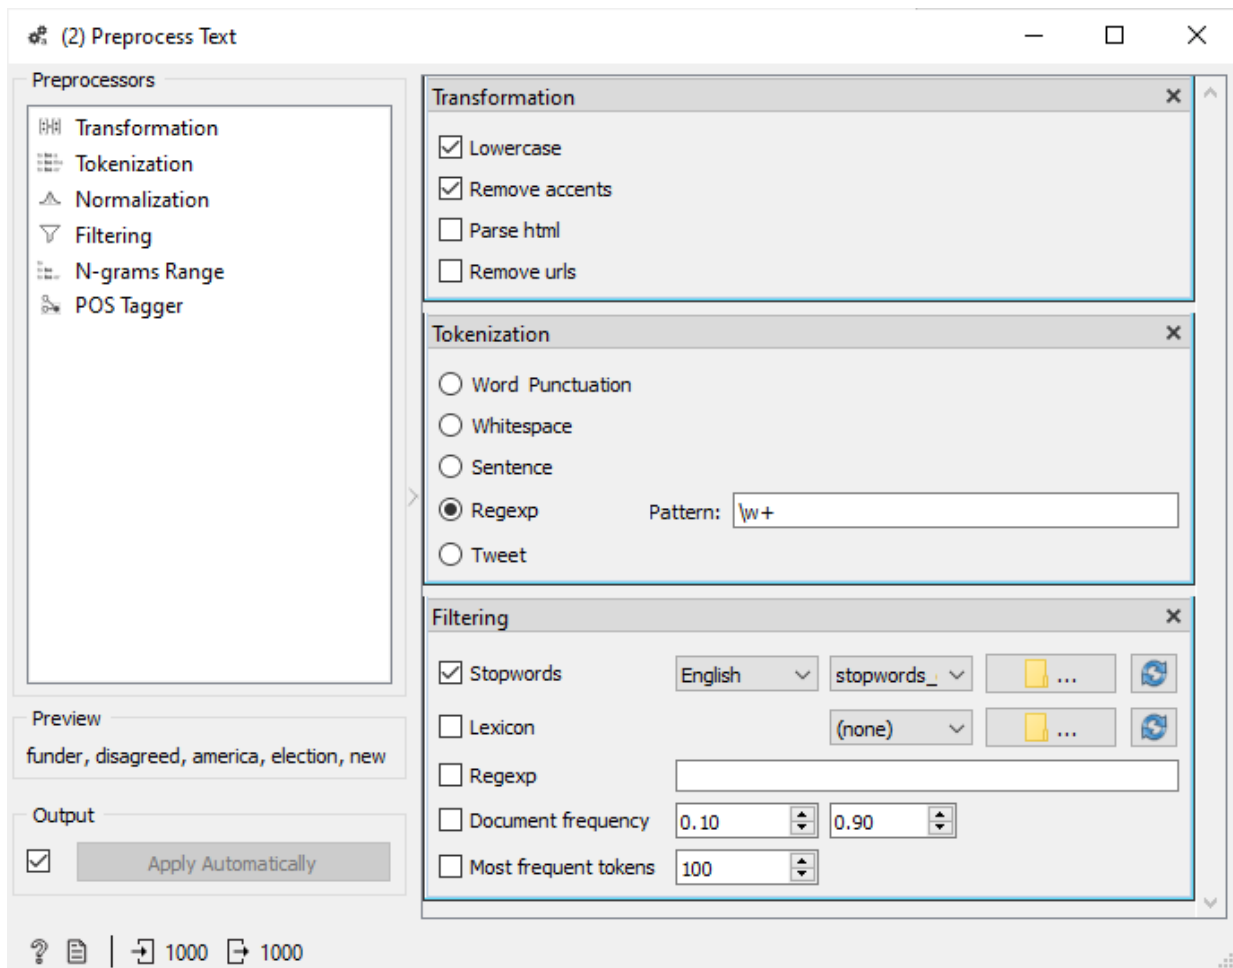 (2) Preprocess Text
Preprocessors
Transformation
Tokenization
Normalization
Filtering
N-grams Range
POS Tagger
Preview
funder, disagreed, america, election, new
Output
Apply Automatically
1000 1000
Transformation
Lowercase
Remove accents
Parse html
Remove urls
Tokenization
Word Punctuation
Whitespace
Sentence
Regexp Pattern: \w+
Tweet
Filtering
Stopwords English stopwords_ ...
Lexicon (none) ...
Regexp
Document frequency 0.10 0.90
Most frequent tokens 100